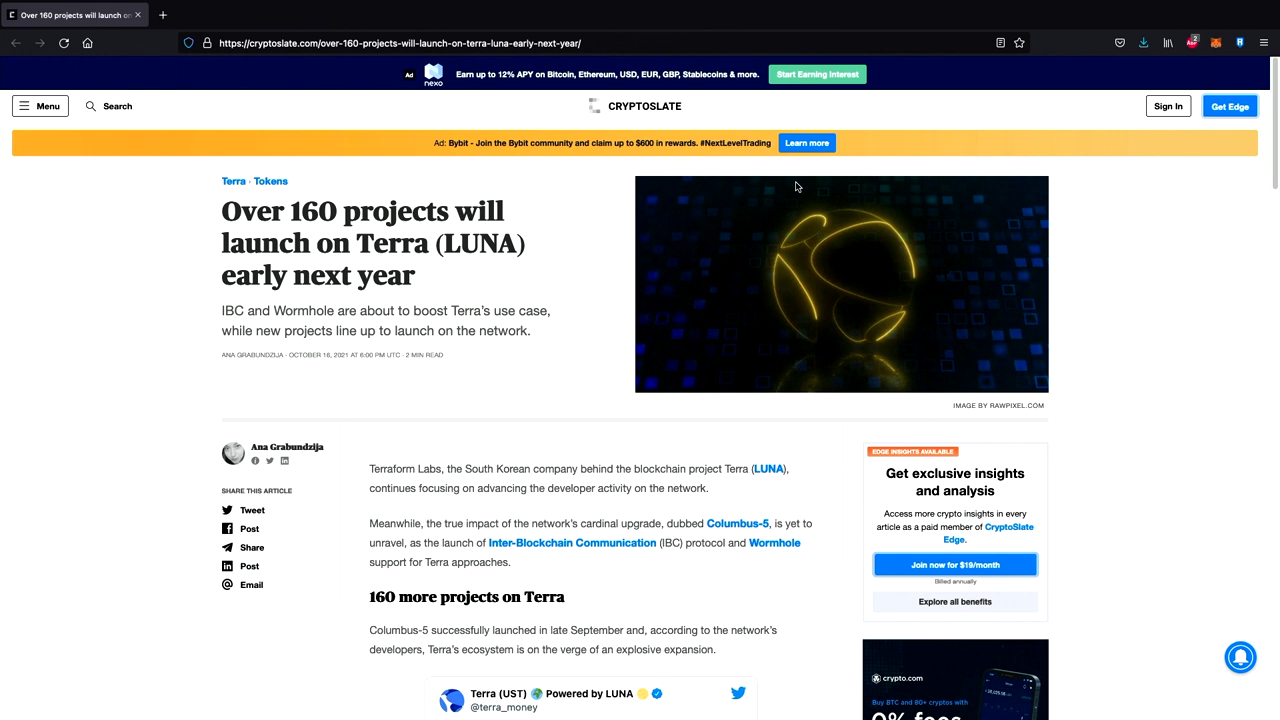 Over 160 projects will launch on
https://cryptoslate.com/over-160-projects-will-launch-on-terra-luna-early-next-year/
2
Ad
nexo
Earn up to 12% APY on Bitcoin, Ethereum, USD, EUR, GBP, Stablecoins & more.
Start Earning Interest
Menu
Search
CRYPTOSLATE
Sign In
Get Edge
Ad: Bybit - Join the Bybit community and claim up to $600 in rewards. #NextLevelTrading
Learn more
Terra · Tokens
Over 160 projects will
launch on Terra (LUNA)
early next year
IBC and Wormhole are about to boost Terra's use case,
while new projects line up to launch on the network.
ANA GRABUNDZIJA · OCTOBER 16, 2021 AT 6:00 PM UTC · 2 MIN READ
IMAGE BY RAWPIXEL.COM
Ana Grabundzija
SHARE THIS ARTICLE
Tweet
Post
Share
Post
Email
Terraform Labs, the South Korean company behind the blockchain project Terra (LUNA),
continues focusing on advancing the developer activity on the network.
Meanwhile, the true impact of the network's cardinal upgrade, dubbed Columbus-5, is yet to
unravel, as the launch of Inter-Blockchain Communication (IBC) protocol and Wormhole
support for Terra approaches.
160 more projects on Terra
Columbus-5 successfully launched in late September and, according to the network's
developers, Terra's ecosystem is on the verge of an explosive expansion.
Terra (UST) 🌍 Powered by LUNA 🌕
@terra_money
EDGE INSIGHTS AVAILABLE
Get exclusive insights
and analysis
Access more crypto insights in every
article as a paid member of CryptoSlate
Edge.
Join now for $19/month
Billed annually
Explore all benefits
crypto.com
Buy BTC and 80+ cryptos with
0% fees